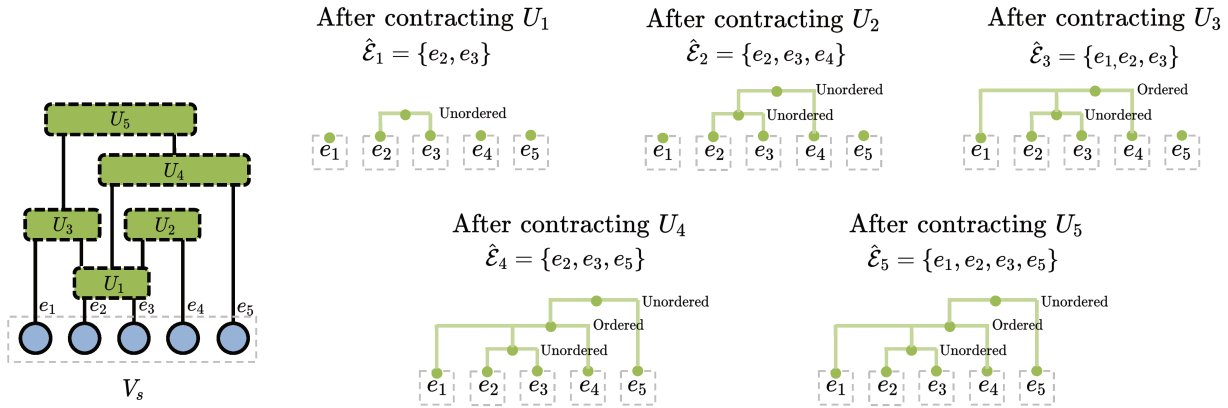 U₅
U₄
U₃ U₂
U₁
e₁ e₂ e₃ e₄ e₅
Vₛ
After contracting U₁
Ê₁ = {e₂, e₃}
Unordered
e₁ e₂ e₃ e₄ e₅
After contracting U₂
Ê₂ = {e₂, e₃, e₄}
Unordered
Unordered
e₁ e₂ e₃ e₄ e₅
After contracting U₃
Ê₃ = {e₁,e₂, e₃}
Ordered
Unordered
e₁ e₂ e₃ e₄ e₅
After contracting U₄
Ê₄ = {e₂, e₃, e₅}
Unordered
Ordered
Unordered
e₁ e₂ e₃ e₄ e₅
After contracting U₅
Ê₅ = {e₁, e₂, e₃, e₅}
Unordered
Ordered
Unordered
e₁ e₂ e₃ e₄ e₅